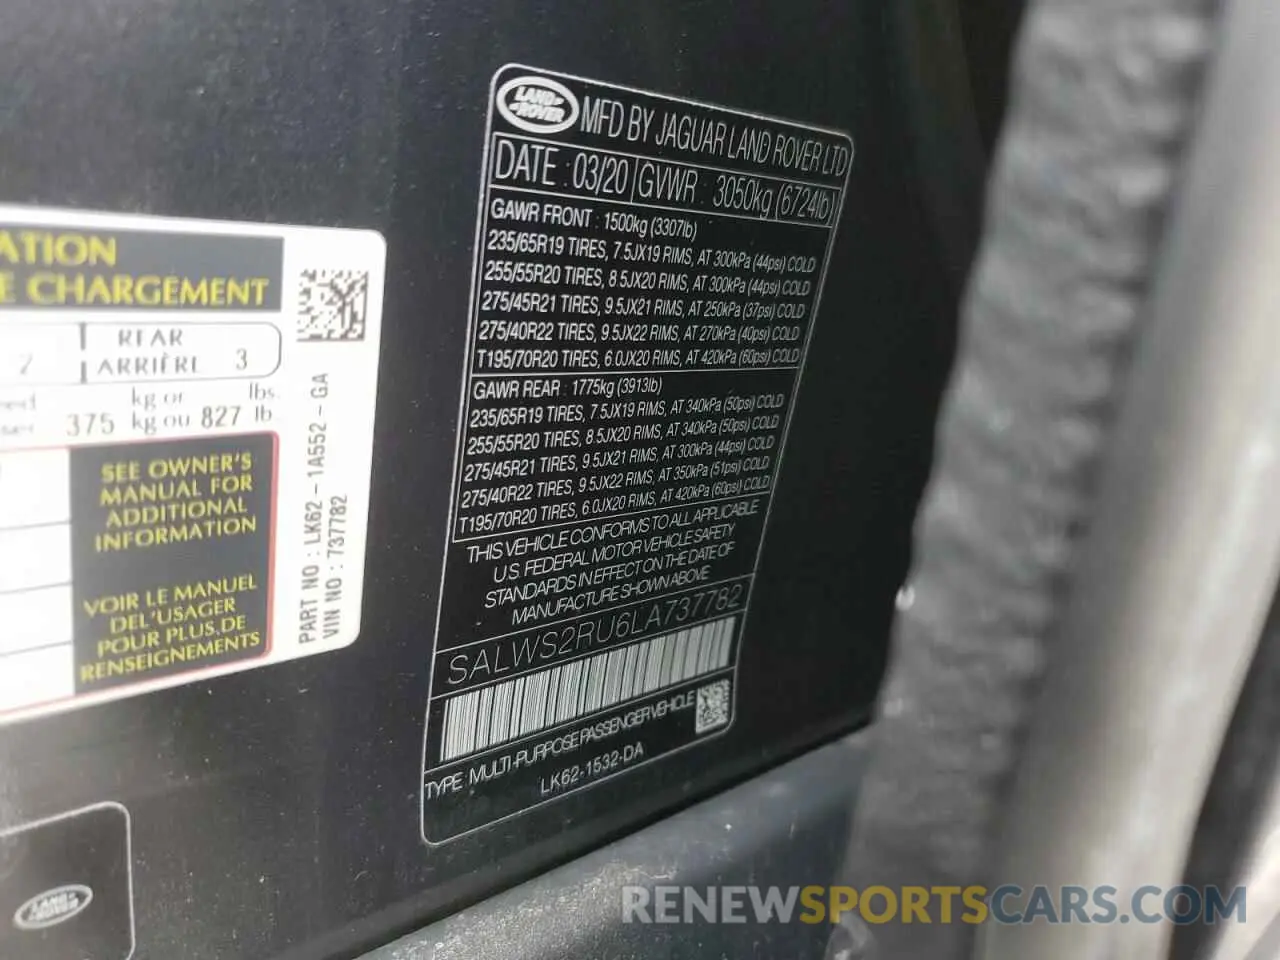 ATION
E CHARGEMENT
2 REAR
ARRIÈRE 3
kg or lbs.
375 kg ou 827 lb
SEE OWNER'S
MANUAL FOR
ADDITIONAL
INFORMATION
VOIR LE MANUEL
DEL'USAGER
POUR PLUS,DE
RENSEIGNEMENTS
PART NO : LK62-1A552-GA
VIN NO : 737782
LAND
ROVER
MFD BY JAGUAR LAND ROVER LTD
DATE : 03/20 GVWR : 3050kg (6724lb)
GAWR FRONT : 1500kg (3307lb)
235/65R19 TIRES, 7.5JX19 RIMS, AT 300kPa (44psi) COLD
255/55R20 TIRES, 8.5JX20 RIMS, AT 300kPa (44psi) COLD
275/45R21 TIRES, 9.5JX21 RIMS, AT 250kPa (37psi) COLD
275/40R22 TIRES, 9.5JX22 RIMS, AT 270kPa (40psi) COLD
T195/70R20 TIRES, 6.0JX20 RIMS, AT 420kPa (60psi) COLD
GAWR REAR : 1775kg (3913lb)
235/65R19 TIRES, 7.5JX19 RIMS, AT 340kPa (50psi) COLD
255/55R20 TIRES, 8.5JX20 RIMS, AT 340kPa (50psi) COLD
275/45R21 TIRES, 9.5JX21 RIMS, AT 300kPa (44psi) COLD
275/40R22 TIRES, 9.5JX22 RIMS, AT 350kPa (51psi) COLD
T195/70R20 TIRES, 6.0JX20 RIMS, AT 420kPa (60psi) COLD
THIS VEHICLE CONFORMS TO ALL APPLICABLE
U.S. FEDERAL MOTOR VEHICLE SAFETY
STANDARDS IN EFFECT ON THE DATE OF
MANUFACTURE SHOWN ABOVE
SALWS2RU6LA737782
TYPE : MULTI-PURPOSE PASSENGER VEHICLE
LK62-1532-DA
LAND
ROVER
RENEWSPORTSCARS.COM